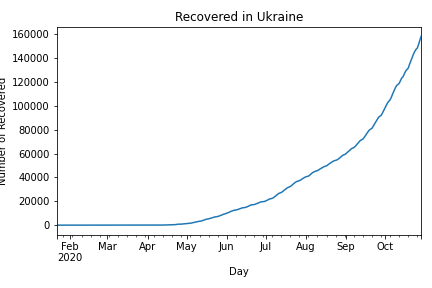 Recovered in Ukraine
Number of Recovered
160000
140000
120000
100000
80000
60000
40000
20000
0
Feb Mar Apr May Jun Jul Aug Sep Oct
2020
Day